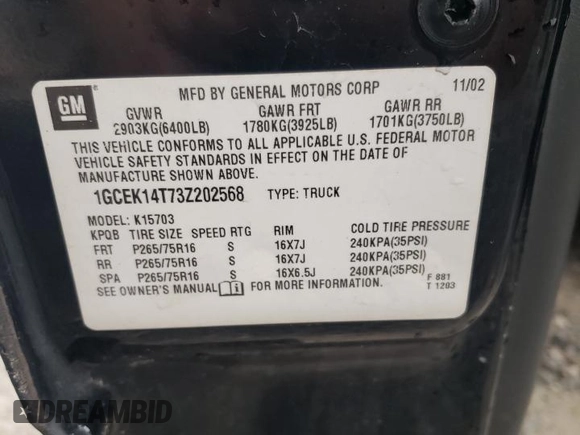 GM
MFD BY GENERAL MOTORS CORP 11/02
GVWR GAWR FRT GAWR RR
2903KG(6400LB) 1780KG(3925LB) 1701KG(3750LB)
THIS VEHICLE CONFORMS TO ALL APPLICABLE U.S. FEDERAL MOTOR
VEHICLE SAFETY STANDARDS IN EFFECT ON THE DATE OF
MANUFACTURE SHOWN ABOVE.
1GCEK14T73Z202568 TYPE: TRUCK
MODEL: K15703
KPQB TIRE SIZE SPEED RTG RIM COLD TIRE PRESSURE
FRT P265/75R16 S 16X7J 240KPA(35PSI)
RR P265/75R16 S 16X7J 240KPA(35PSI)
SPA P265/75R16 S 16X6.5J 240KPA(35PSI)
SEE OWNER'S MANUAL FOR MORE INFORMATION. F 881
T 1203
DREAMBID